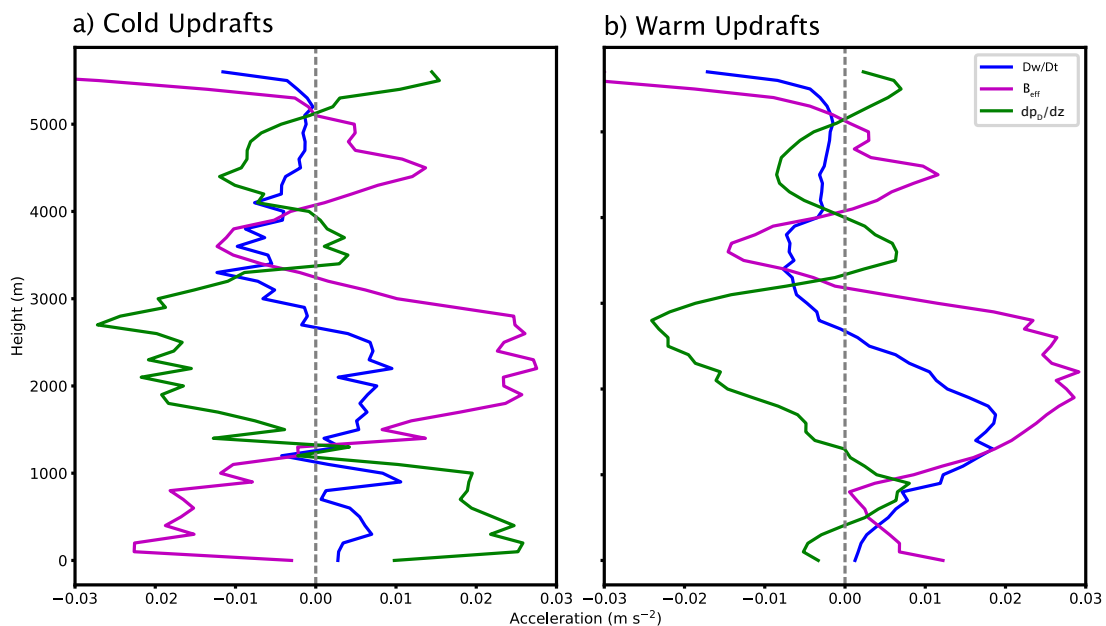 a) Cold Updrafts
b) Warm Updrafts
Dw/Dt
B_eff
dp_D/dz
Height (m)
5000
4000
3000
2000
1000
0
−0.03 0.02 −0.01 0.00 0.01 0.02 0.03
−0.03 −0.02 −0.01 0.00 0.01 0.02 0.03
Acceleration (m s⁻²)